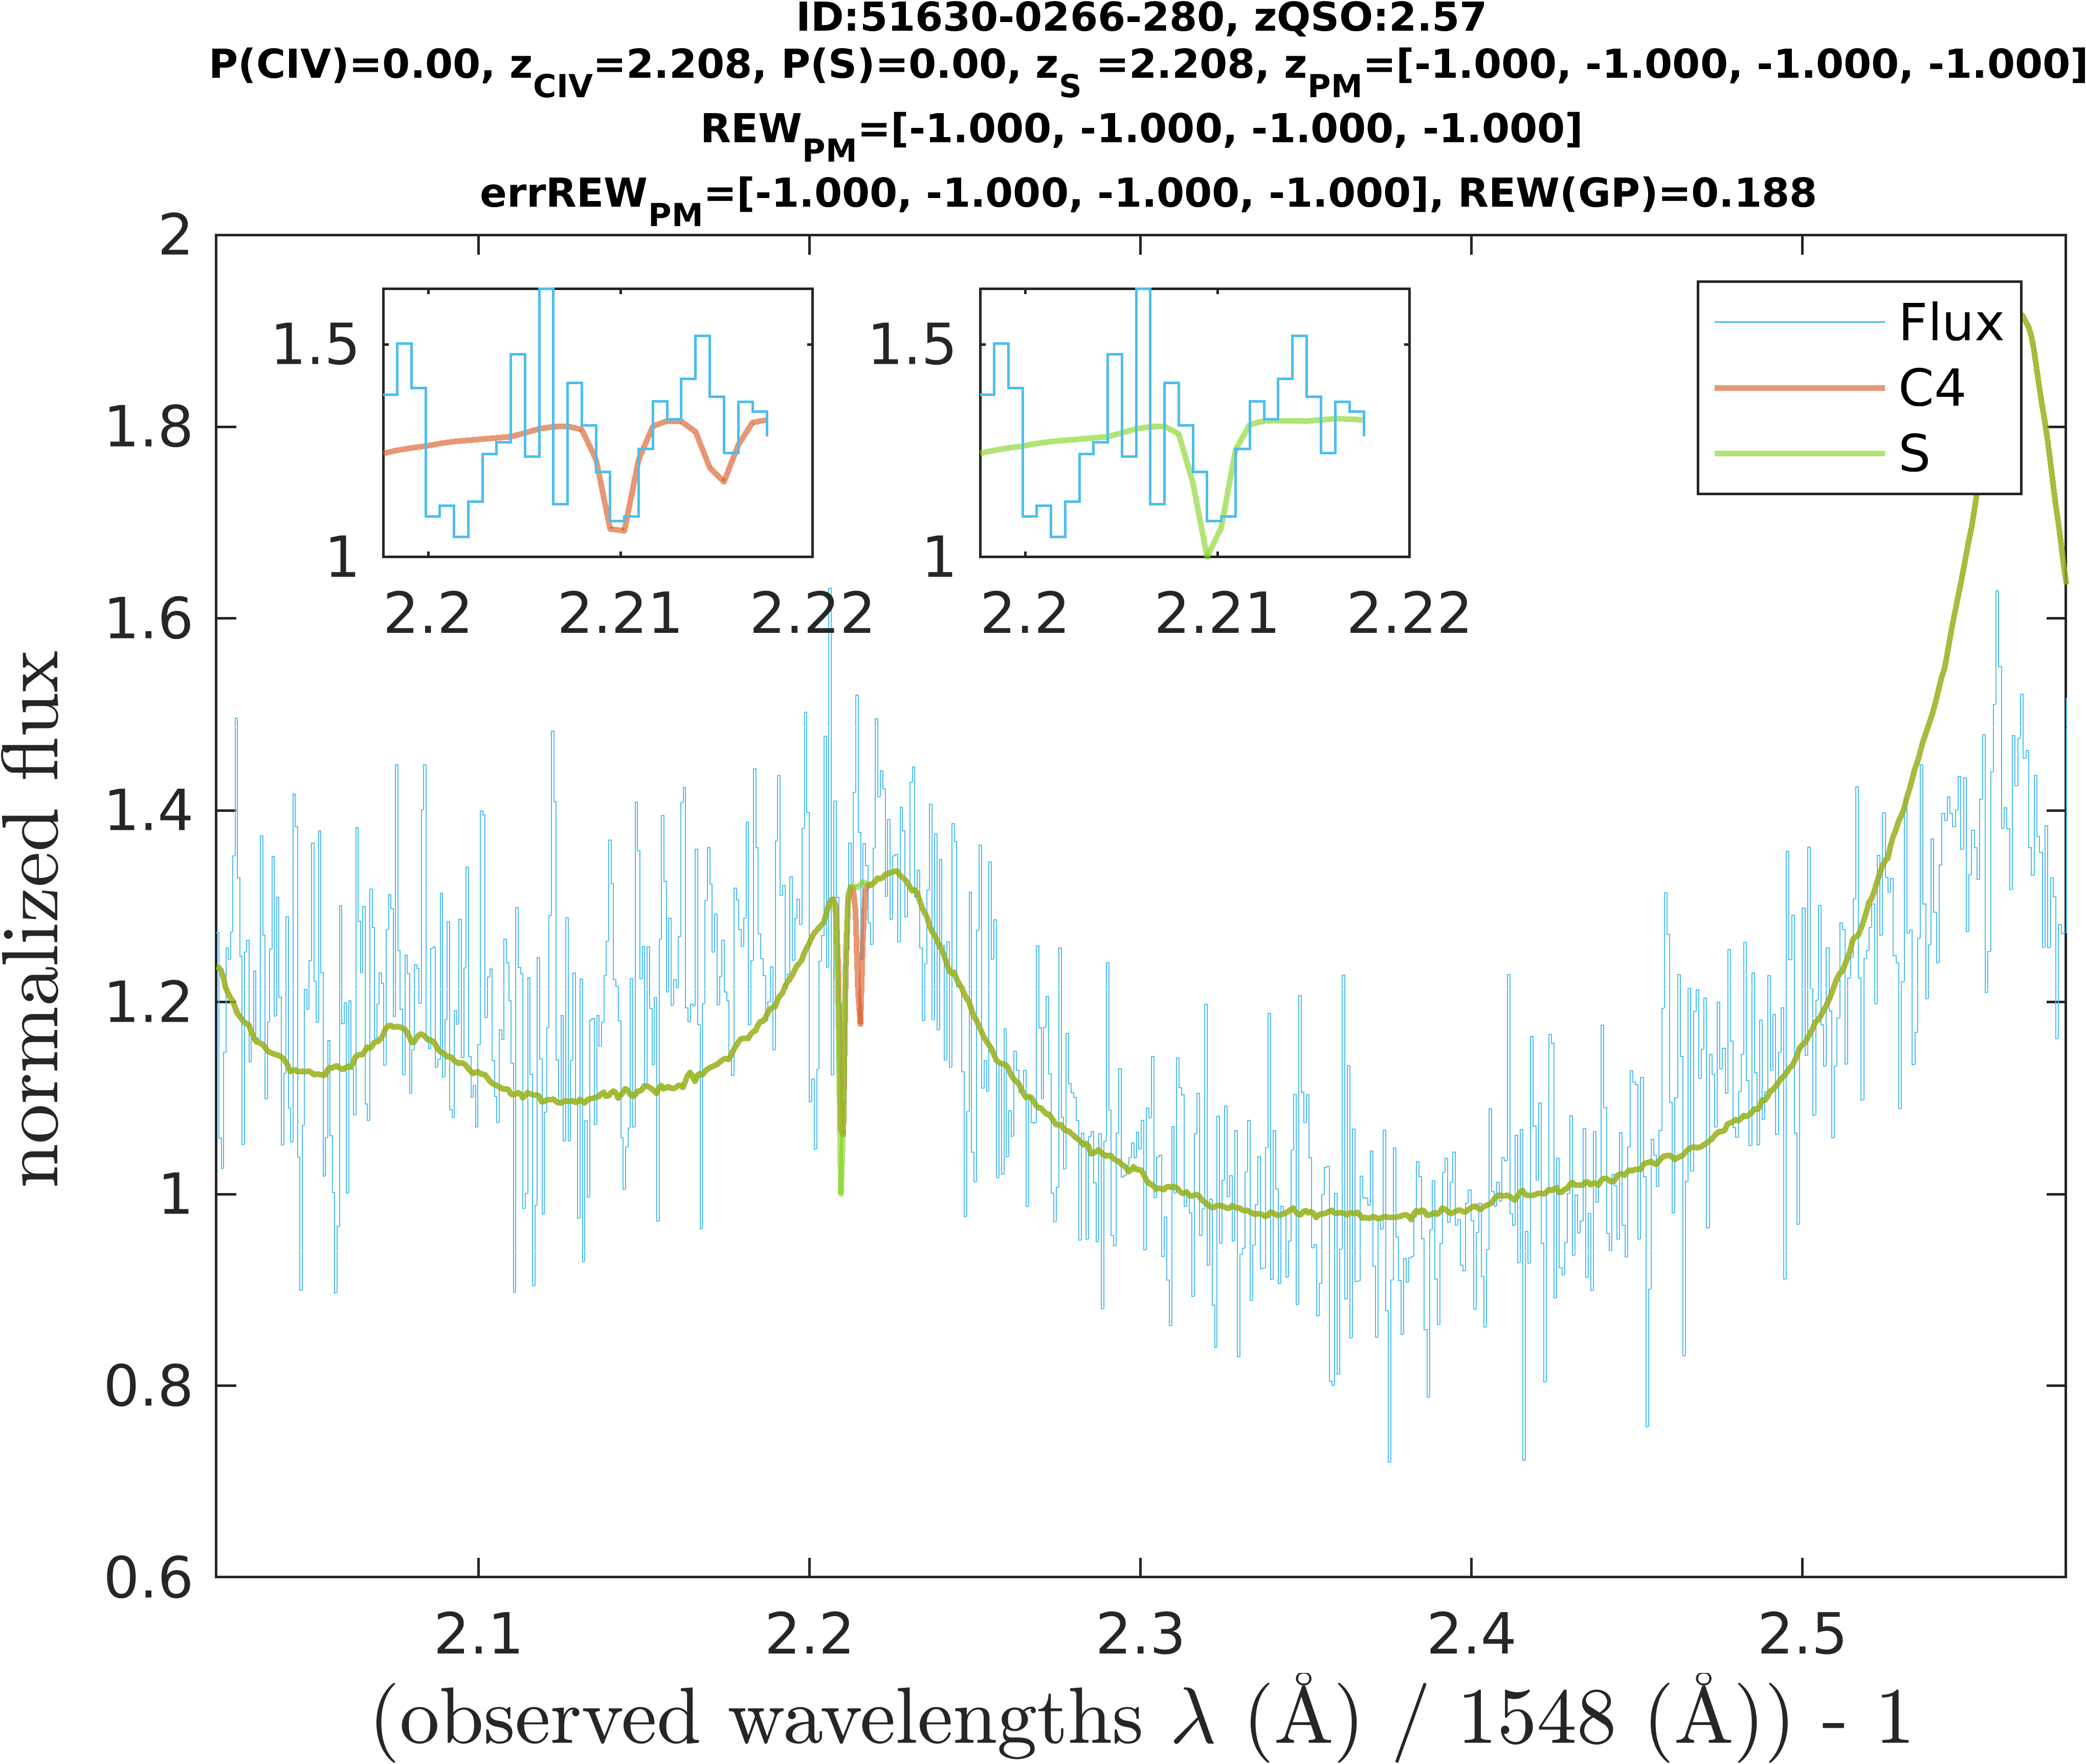 ID:51630-0266-280, zQSO:2.57
P(CIV)=0.00, zCIV=2.208, P(S)=0.00, zS =2.208, zPM=[-1.000, -1.000, -1.000, -1.000]
REWPM=[-1.000, -1.000, -1.000, -1.000]
errREWPM=[-1.000, -1.000, -1.000, -1.000], REW(GP)=0.188
2
1.8
1.6
1.4
1.2
1
0.8
0.6
normalized flux
1.5
1
2.2 2.21 2.22
1.5
1
2.2 2.21 2.22
Flux
C4
S
2.1 2.2 2.3 2.4 2.5
(observed wavelengths λ (Å) / 1548 (Å)) - 1